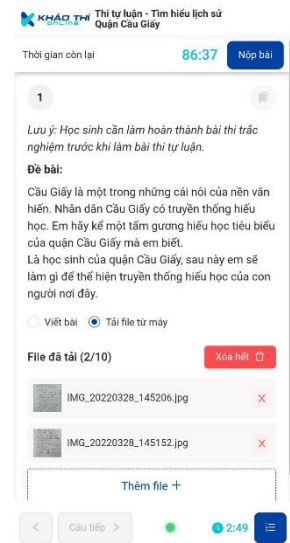 KHẢO THÍ Thi tự luận - Tìm hiểu lịch sử
ONLINE Quận Cầu Giấy
Thời gian còn lại 86:37 Nộp bài
1
Lưu ý: Học sinh cần làm hoàn thành bài thi trắc
nghiệm trước khi làm bài thi tự luận.
Đề bài:
Cầu Giấy là một trong những cái nôi của nền văn
hiến. Nhân dân Cầu Giấy có truyền thống hiếu
học. Em hãy kể một tấm gương hiếu học tiêu biểu
của quận Cầu Giấy mà em biết.
Là học sinh của quận Cầu Giấy, sau này em sẽ
làm gì để thể hiện truyền thống hiếu học của con
người nơi đây.
Viết bài Tải file từ máy
File đã tải (2/10) Xóa hết
IMG_20220328_145206.jpg X
IMG_20220328_145152.jpg X
Thêm file +
< Câu tiếp > 2:49